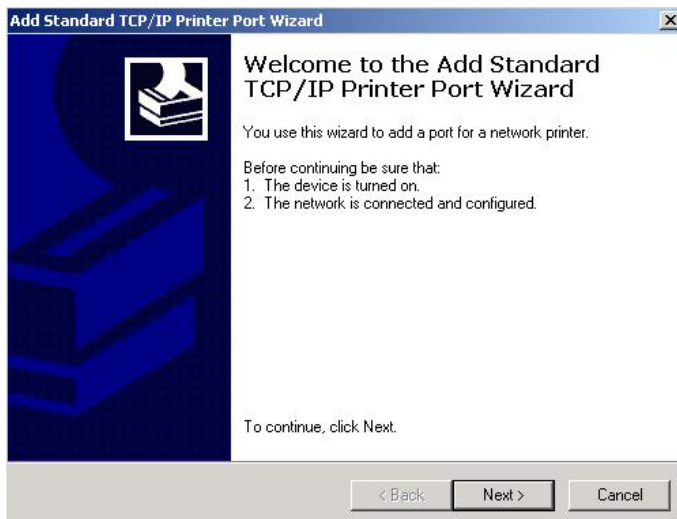 Add Standard TCP/IP Printer Port Wizard
Welcome to the Add Standard
TCP/IP Printer Port Wizard
You use this wizard to add a port for a network printer.
Before continuing be sure that:
1. The device is turned on.
2. The network is connected and configured.
To continue, click Next.
< Back Next > Cancel